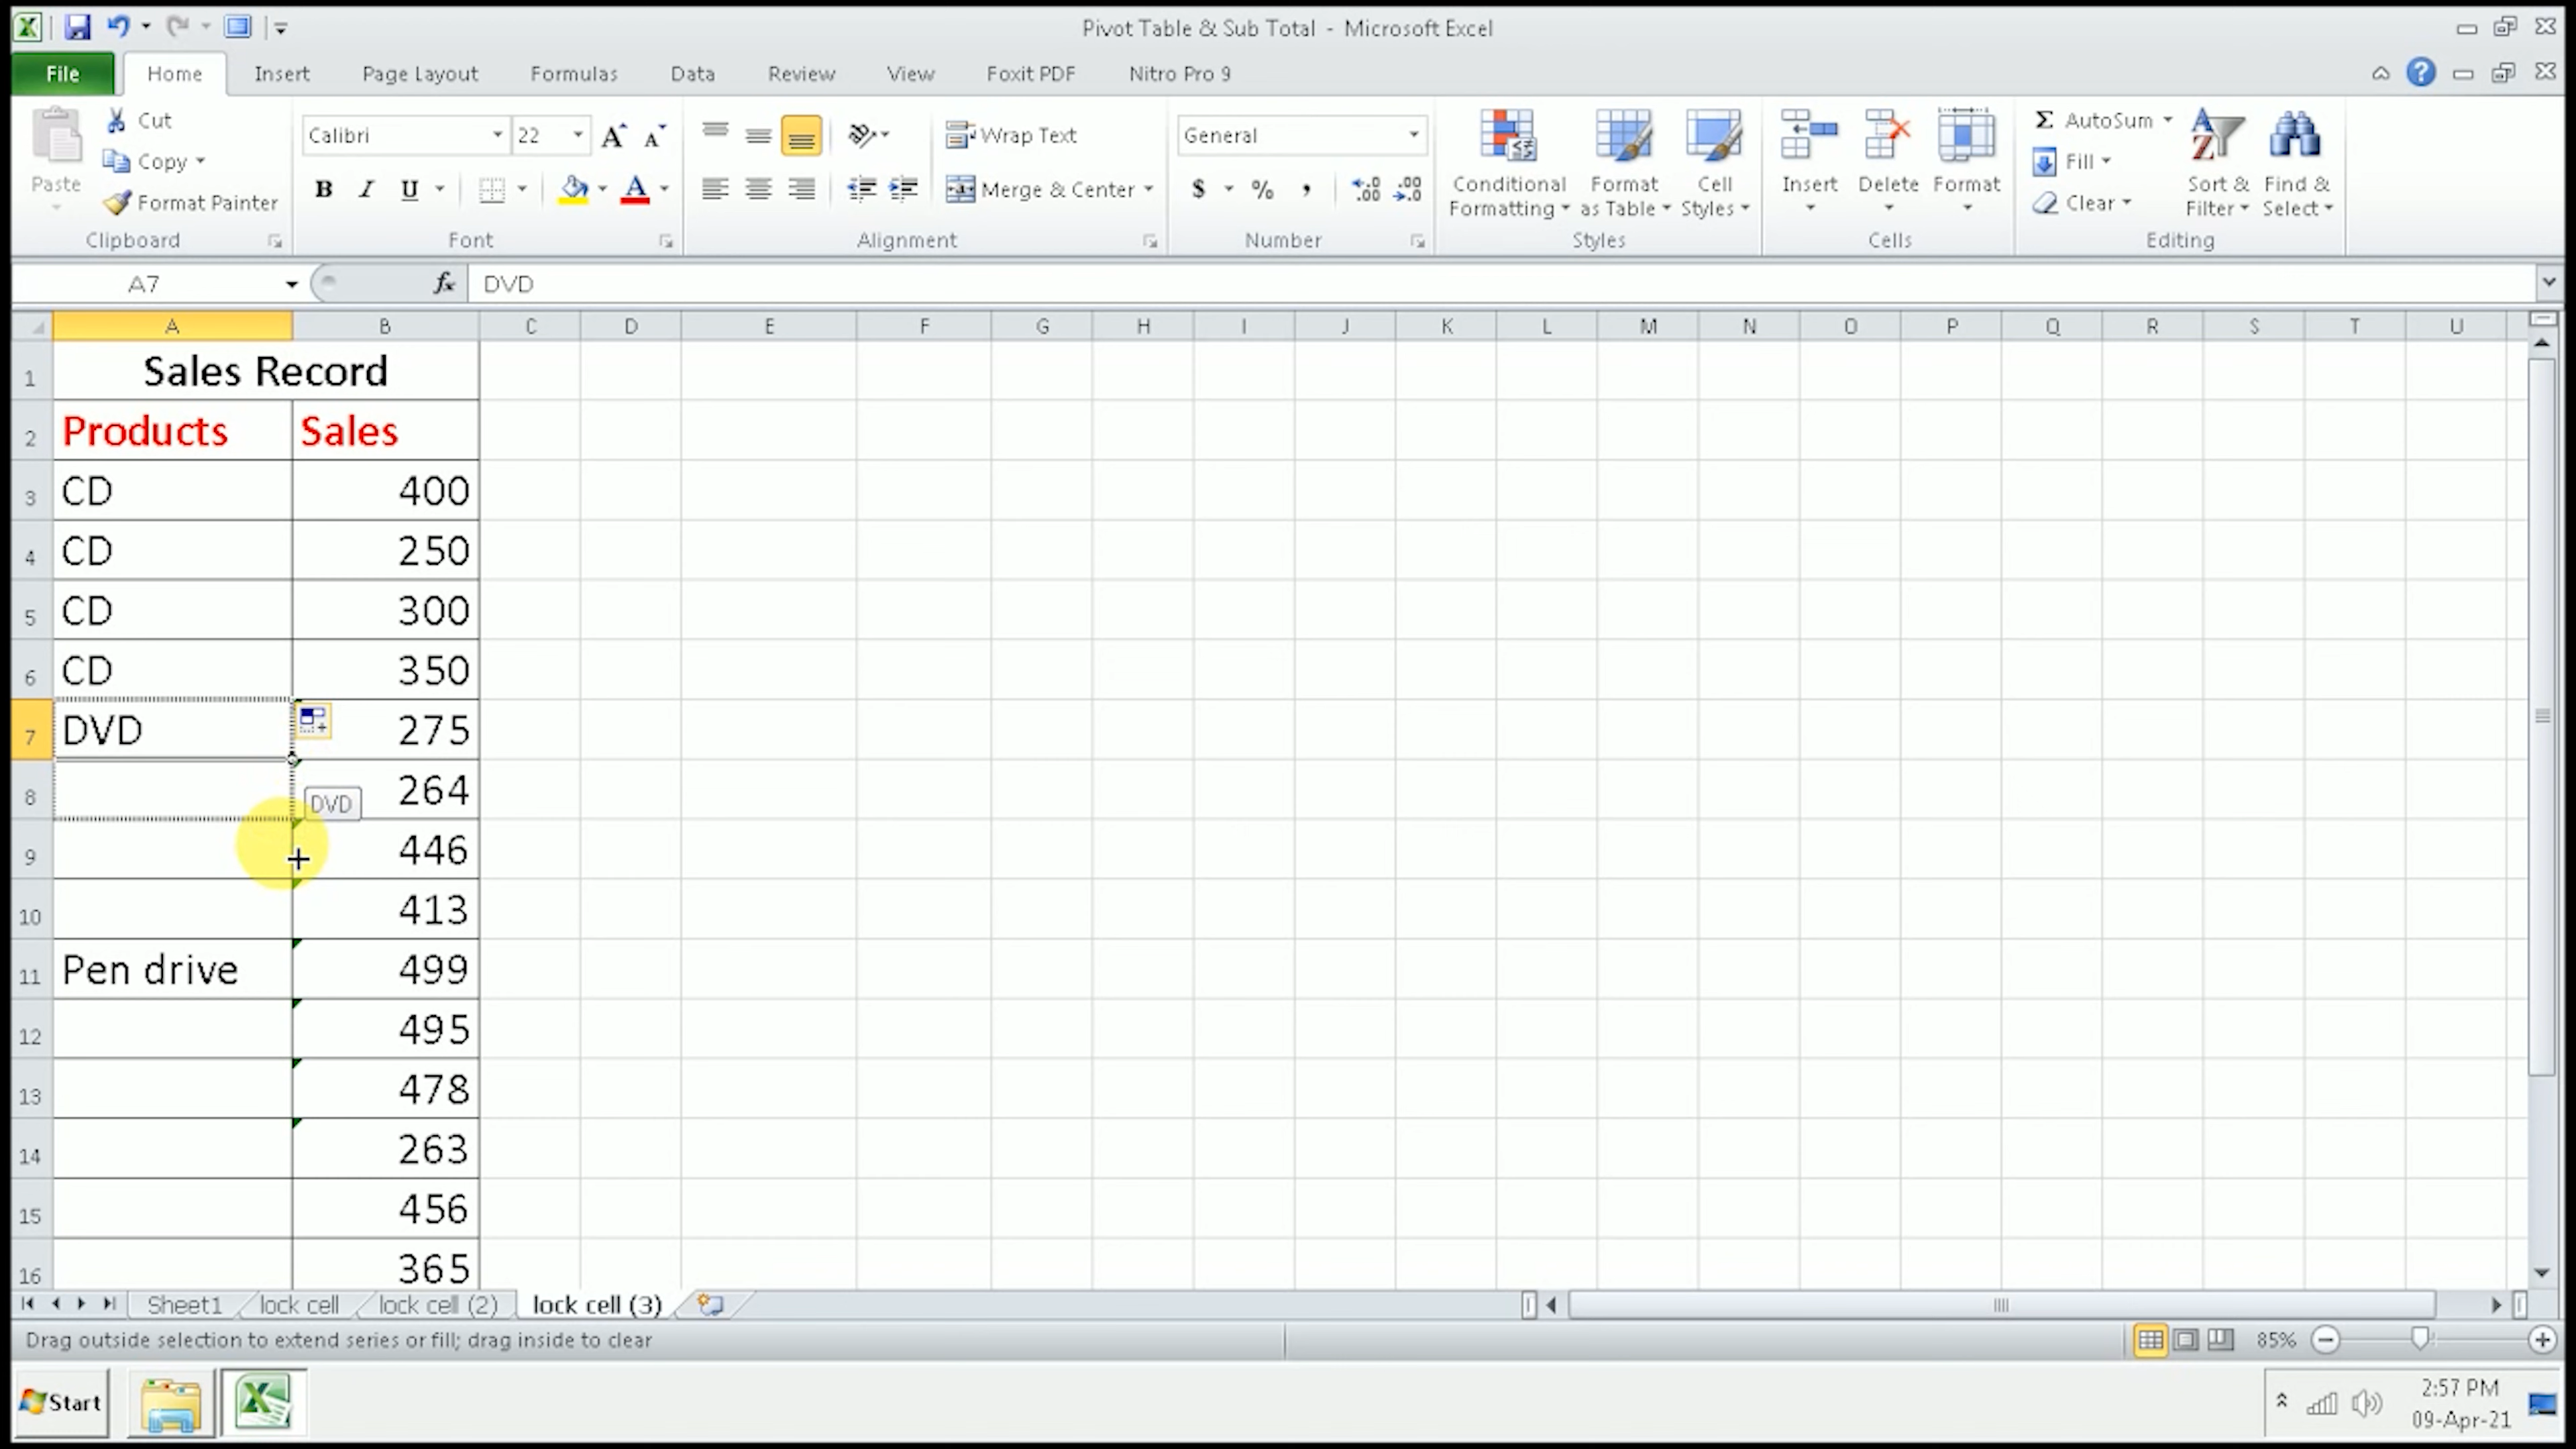 Pivot Table & Sub Total - Microsoft Excel
File Home Insert Page Layout Formulas Data Review View Foxit PDF Nitro Pro 9
Paste
Cut
Copy
Format Painter
Clipboard
Calibri 22
B I U A
Font
Wrap Text
Merge & Center
Alignment
General
$ % ,
Number
Conditional Formatting
Format as Table
Cell Styles
Styles
Insert Delete Format
Cells
Σ AutoSum
Fill
Clear
Sort & Filter
Find & Select
Editing
A7 fx DVD
A B C D E F G H I J K L M N O P Q R S T U
1 Sales Record
2 Products Sales
3 CD 400
4 CD 250
5 CD 300
6 CD 350
7 DVD 275
8 264
DVD
9 446
10 413
11 Pen drive 499
12 495
13 478
14 263
15 456
16 365
Sheet1 lock cell lock cell (2) lock cell (3)
Drag outside selection to extend series or fill; drag inside to clear
85%
Start
2:57 PM
09-Apr-21